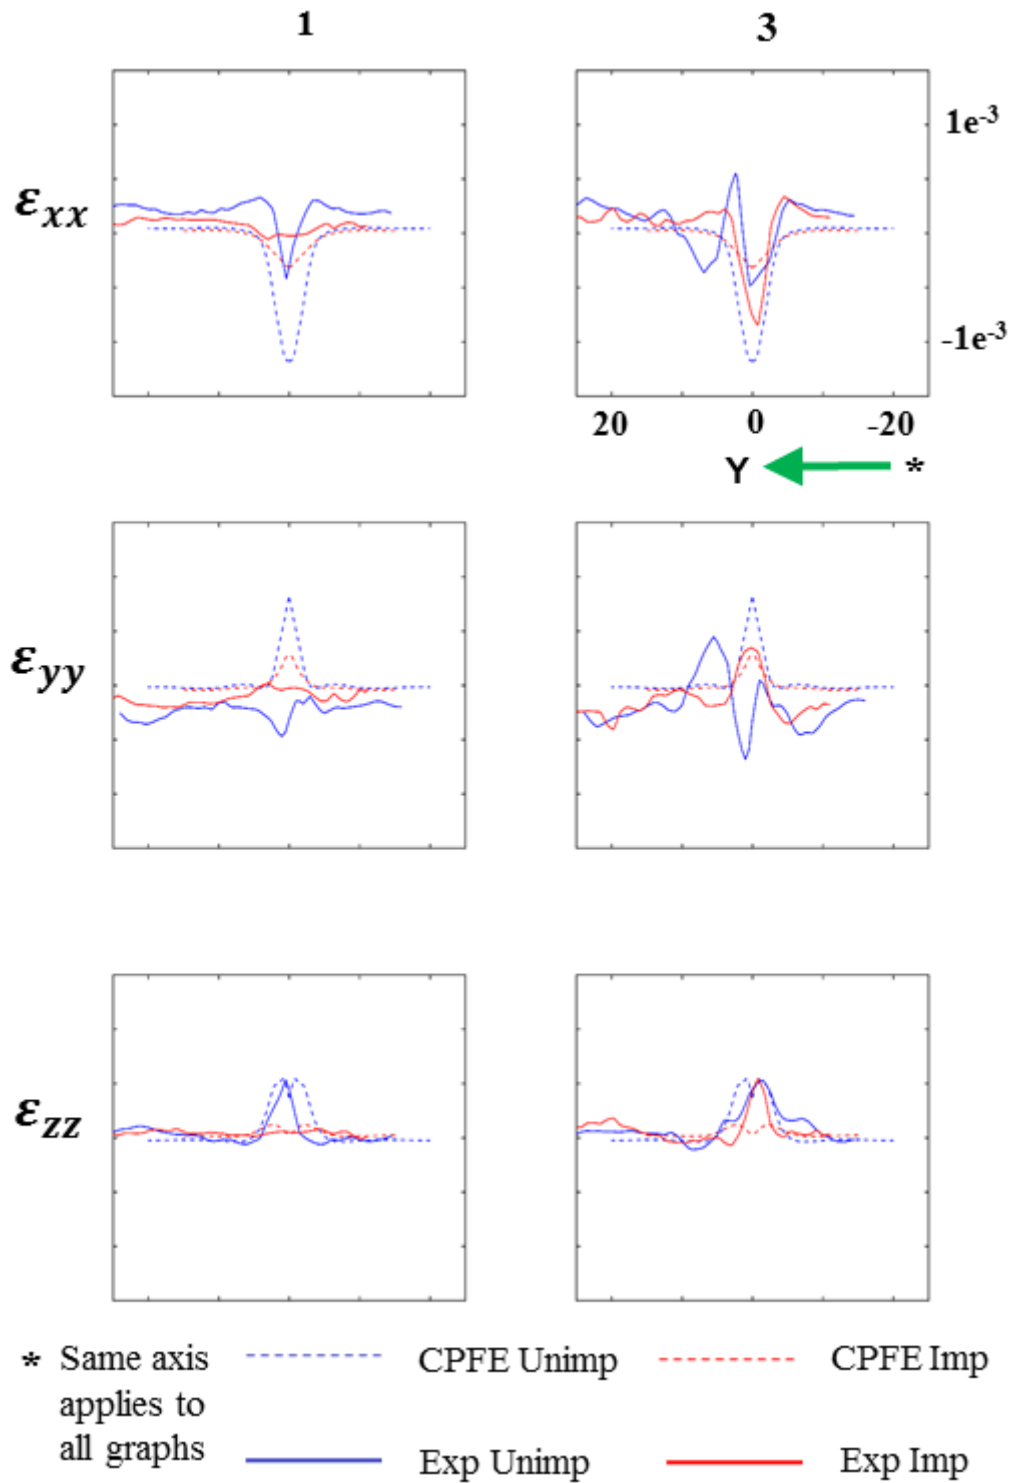 1 3
εxx
1e-3
-1e-3
20 0 -20
Y *
εyy
εzz
* Same axis applies to all graphs
CPFE Unimp CPFE Imp
Exp Unimp Exp Imp